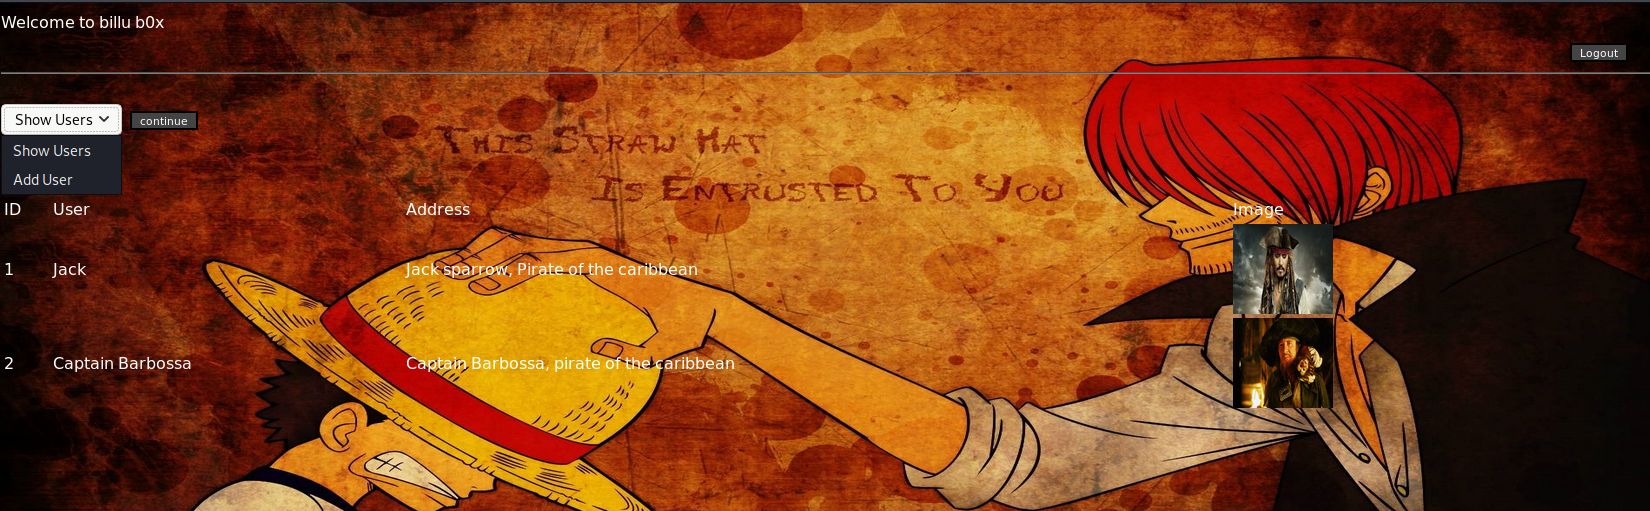 Welcome to billu b0x
Logout
Show Users continue
Show Users
Add User
This Straw Hat
Is Entrusted To You
ID User Address Image
1 Jack Jack sparrow, Pirate of the caribbean
2 Captain Barbossa Captain Barbossa, pirate of the caribbean